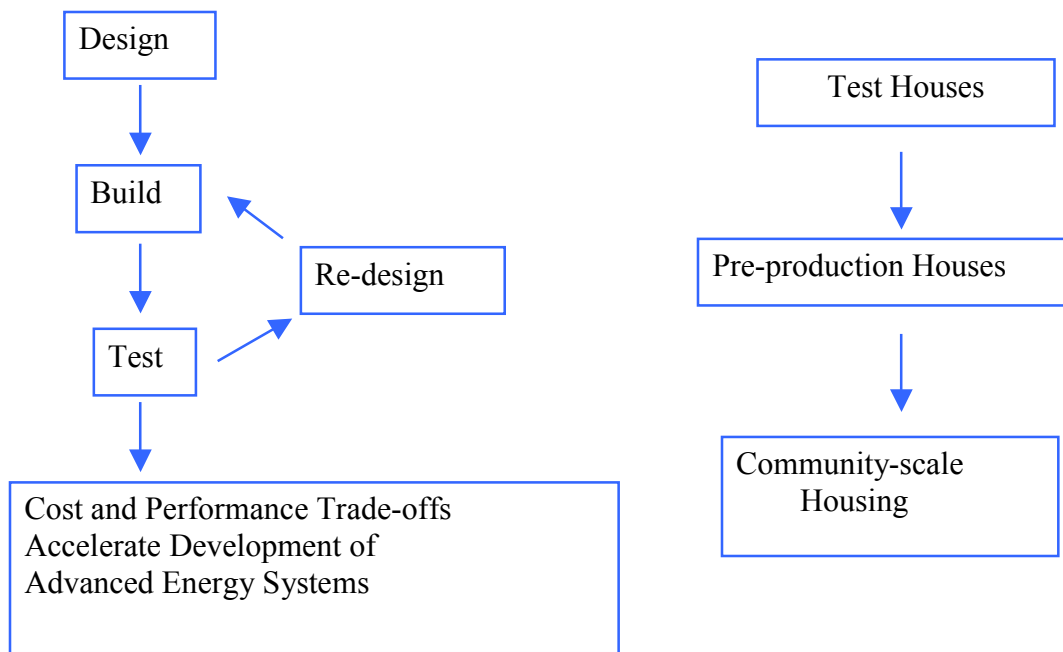 Design
Build
Re-design
Test
Cost and Performance Trade-offs
Accelerate Development of
Advanced Energy Systems
Test Houses
Pre-production Houses
Community-scale
Housing